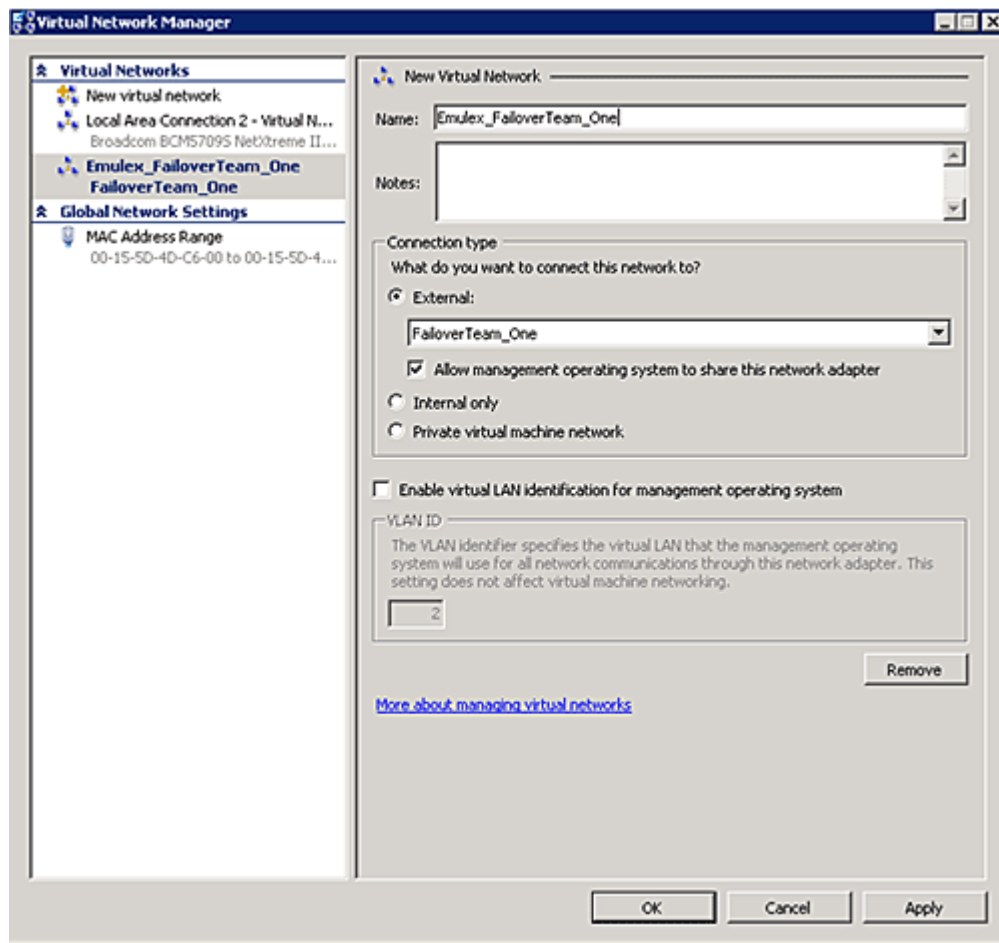 Virtual Network Manager
Virtual Networks
New virtual network
Local Area Connection 2 - Virtual N...
Broadcom BCM5709S NetXtreme II...
Emulex_FailoverTeam_One
FailoverTeam_One
Global Network Settings
MAC Address Range
00-15-5D-4D-C6-00 to 00-15-5D-4...
New Virtual Network
Name: Emulex_FailoverTeam_One
Notes:
Connection type
What do you want to connect this network to?
External:
FailoverTeam_One
Allow management operating system to share this network adapter
Internal only
Private virtual machine network
Enable virtual LAN identification for management operating system
VLAN ID
The VLAN identifier specifies the virtual LAN that the management operating
system will use for all network communications through this network adapter. This
setting does not affect virtual machine networking.
2
Remove
More about managing virtual networks
OK Cancel Apply